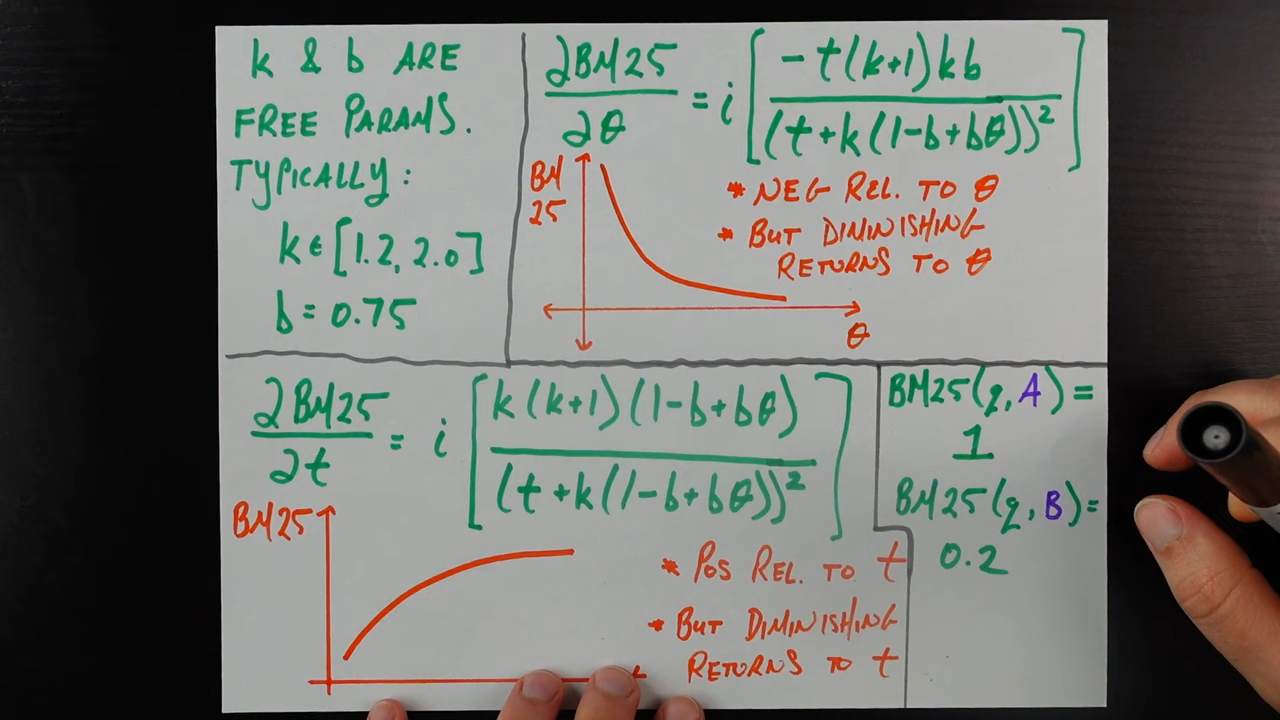 k & b ARE
FREE PARAMS.
TYPICALLY:
k ∈ [1.2, 2.0]
b = 0.75
∂BM25
∂θ
= i [ -t(k+1)kb
(t+k(1-b+bθ))² ]
BM
25
* NEG REL. TO θ
* BUT DIMINISHING
RETURNS TO θ
θ
∂BM25
∂t
= i [ k(k+1)(1-b+bθ)
(t+k(1-b+bθ))² ]
BM25
* POS REL. TO t
* BUT DIMINISHING
RETURNS TO t
BM25(q, A) =
1
BM25(q, B) =
0.2